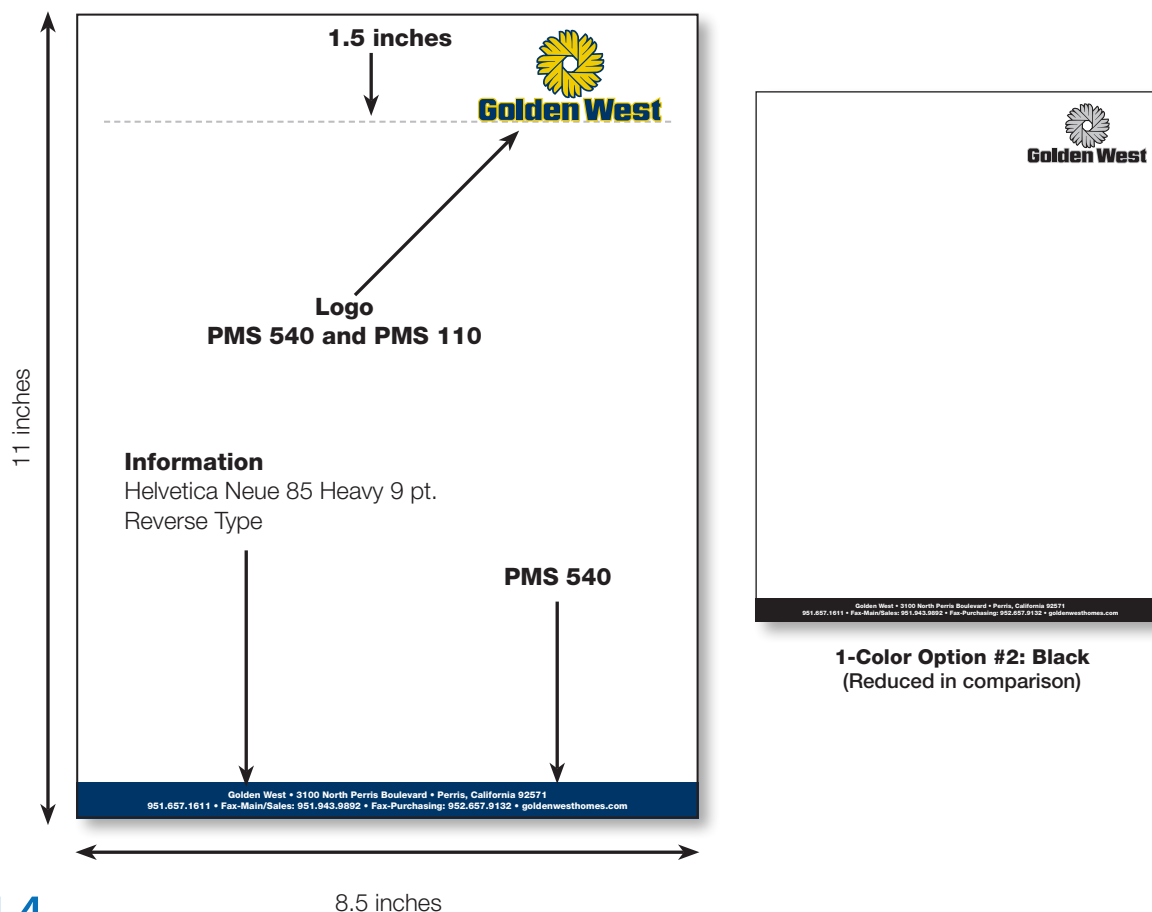 1.5 inches
Golden West
Logo
PMS 540 and PMS 110
11 inches
Information
Helvetica Neue 85 Heavy 9 pt.
Reverse Type
PMS 540
Golden West • 3100 North Perris Boulevard • Perris, California 92571
951.657.1611 • Fax-Main/Sales: 951.943.9892 • Fax-Purchasing: 952.657.9132 • goldenwesthomes.com
8.5 inches
Golden West
Golden West • 3100 North Perris Boulevard • Perris, California 92571
951.657.1611 • Fax-Main/Sales: 951.943.9892 • Fax-Purchasing: 952.657.9132 • goldenwesthomes.com
1-Color Option #2: Black
(Reduced in comparison)